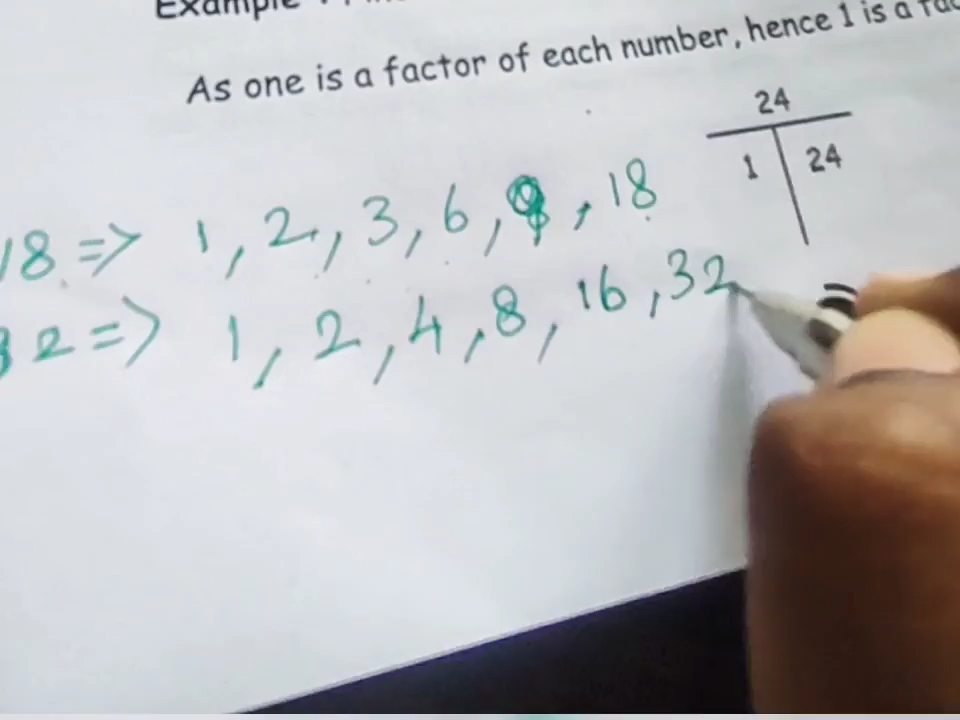 Example
As one is a factor of each number, hence 1 is a
24
1 24
18 => 1, 2, 3, 6, 9, 18
32 => 1, 2, 4, 8, 16, 32